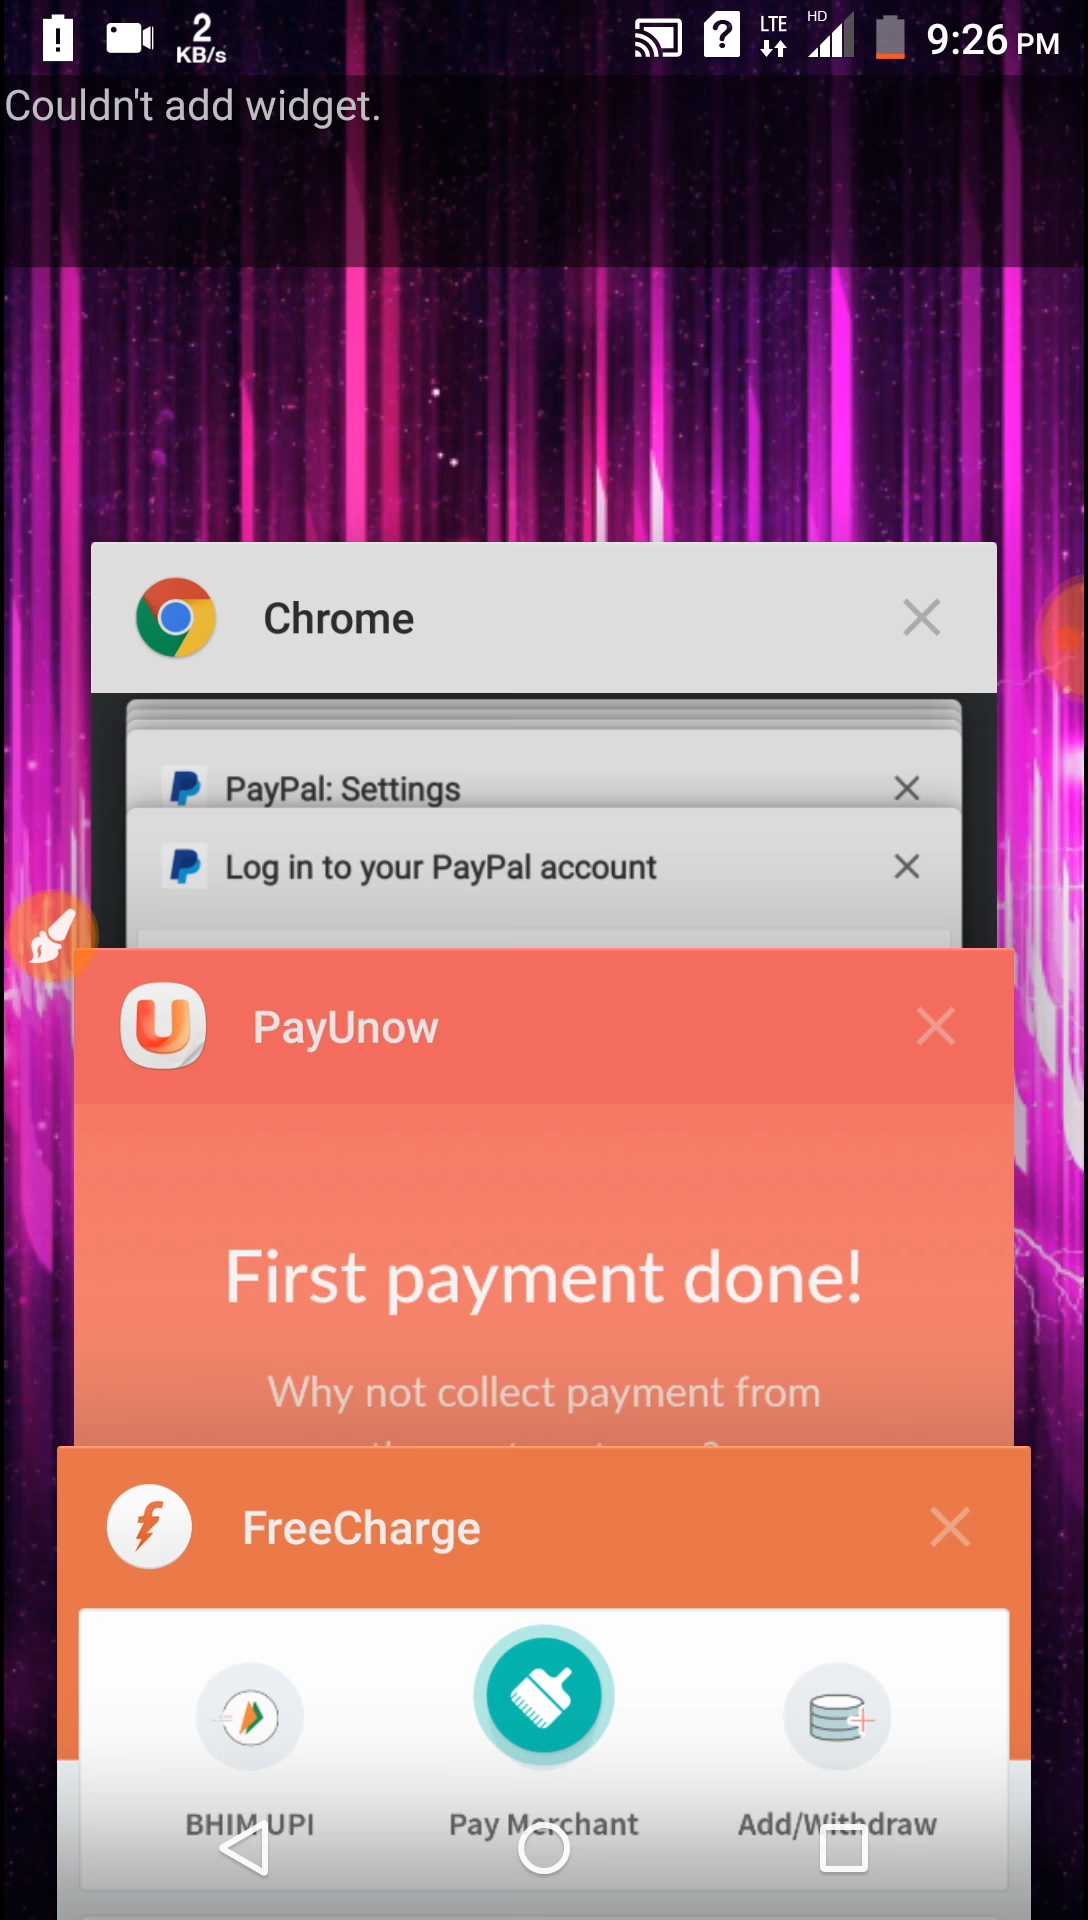 2
KB/s
LTE
HD
9:26 PM
Couldn't add widget.
Chrome
PayPal: Settings
Log in to your PayPal account
PayUnow
First payment done!
Why not collect payment from
FreeCharge
BHIM UPI
Pay Merchant
Add/Withdraw